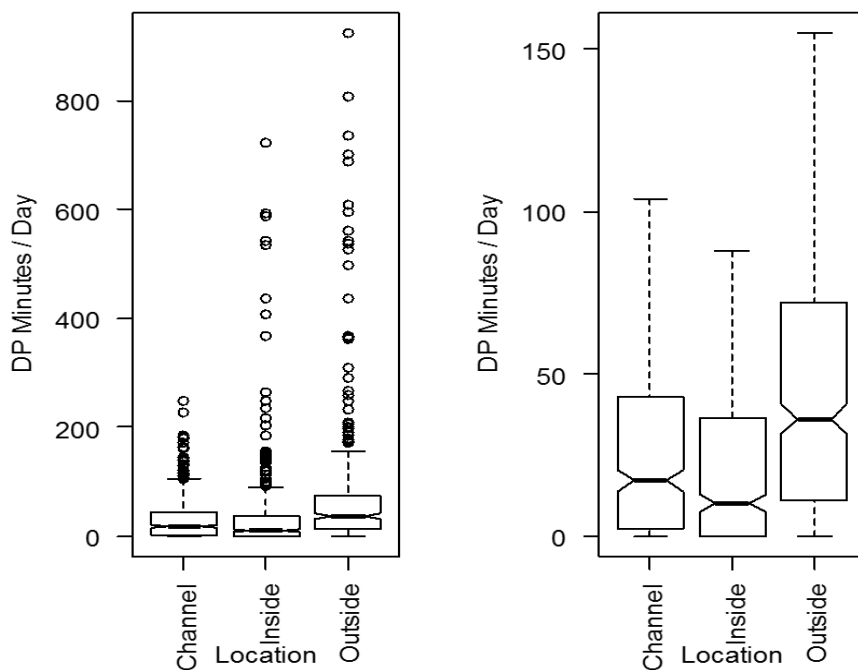 DP Minutes / Day
800
600
400
200
0
Channel
Inside
Outside
Location
DP Minutes / Day
150
100
50
0
Channel
Inside
Outside
Location